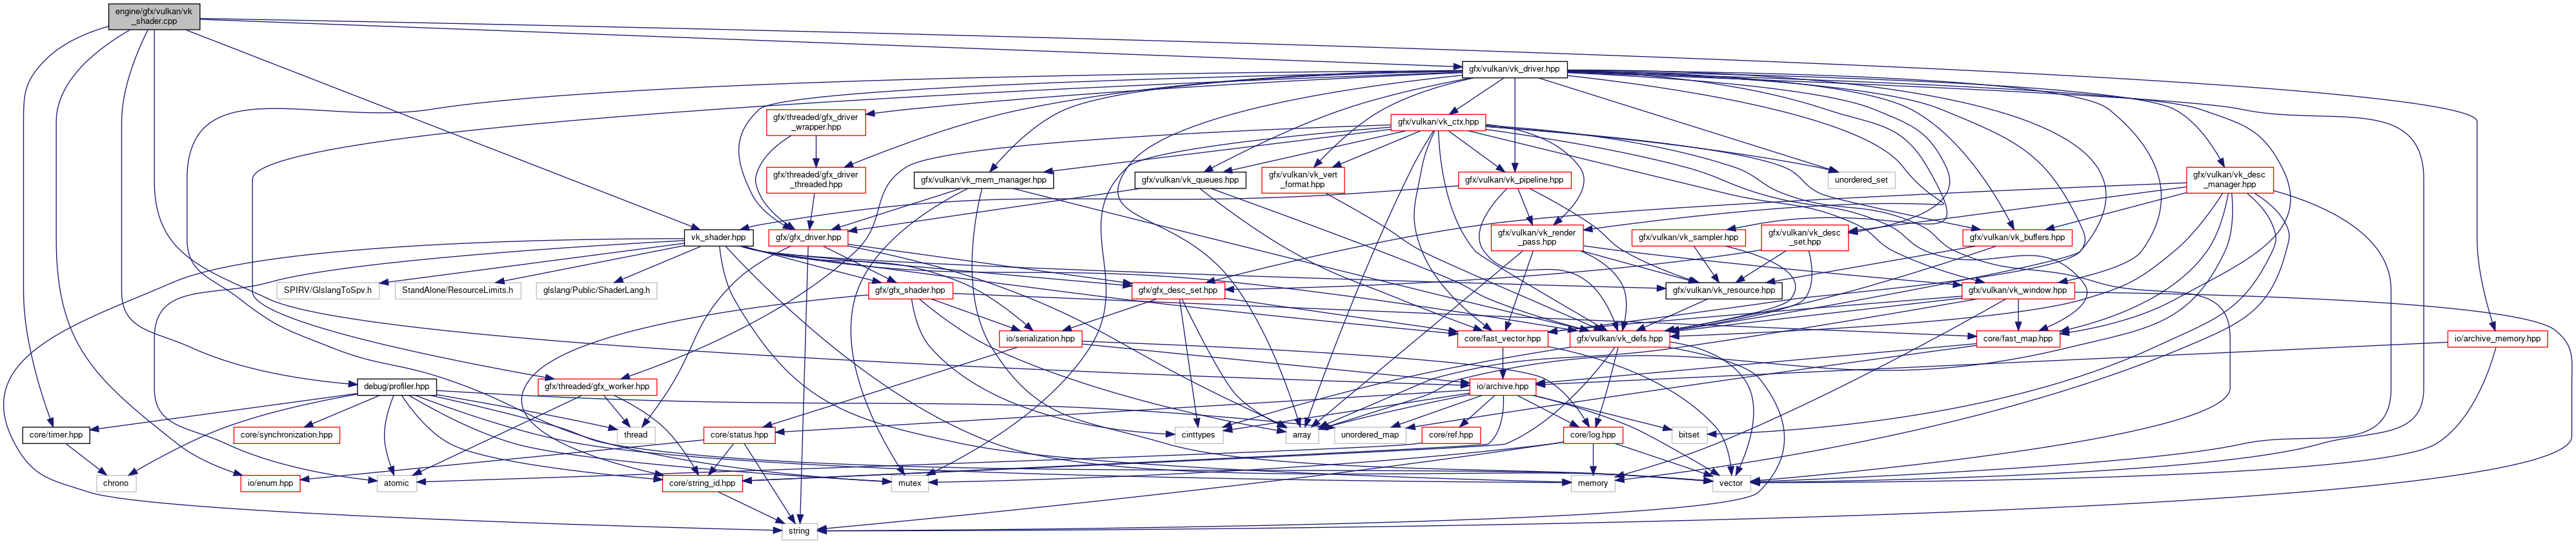 engine/gfx/vulkan/vk
_shader.cpp
gfx/vulkan/vk_driver.hpp
gfx/threaded/gfx_driver
_wrapper.hpp
gfx/vulkan/vk_ctx.hpp
gfx/threaded/gfx_driver
_threaded.hpp
gfx/vulkan/vk_mem_manager.hpp
gfx/vulkan/vk_queues.hpp
gfx/vulkan/vk_vert
_format.hpp
gfx/vulkan/vk_pipeline.hpp
unordered_set
gfx/vulkan/vk_desc
_manager.hpp
vk_shader.hpp
gfx/gfx_driver.hpp
gfx/vulkan/vk_render
_pass.hpp
gfx/vulkan/vk_sampler.hpp
gfx/vulkan/vk_desc
_set.hpp
gfx/vulkan/vk_buffers.hpp
SPIRV/GlslangToSpv.h
StandAlone/ResourceLimits.h
glslang/Public/ShaderLang.h
gfx/gfx_shader.hpp
gfx/gfx_desc_set.hpp
gfx/vulkan/vk_resource.hpp
gfx/vulkan/vk_window.hpp
io/serialization.hpp
core/fast_vector.hpp
gfx/vulkan/vk_defs.hpp
core/fast_map.hpp
io/archive_memory.hpp
debug/profiler.hpp
gfx/threaded/gfx_worker.hpp
io/archive.hpp
core/timer.hpp
core/synchronization.hpp
thread
core/status.hpp
cinttypes
array
unordered_map
core/ref.hpp
core/log.hpp
bitset
chrono
io/enum.hpp
atomic
core/string_id.hpp
mutex
memory
vector
string